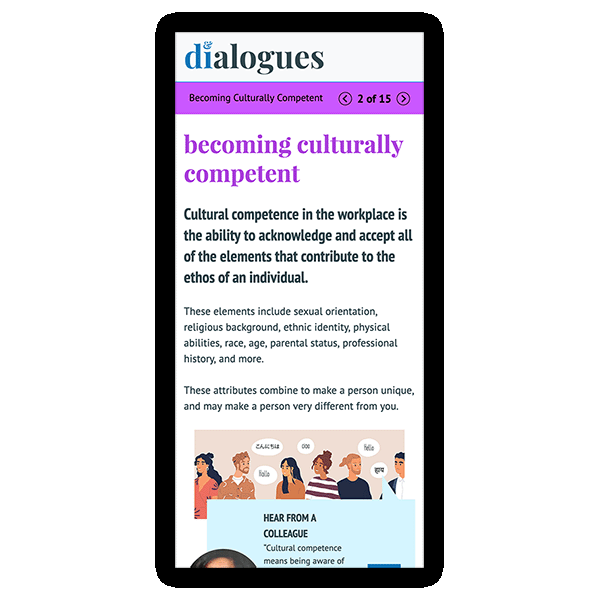 di&alogues
Becoming Culturally Competent 2 of 15
becoming culturally
competent
Cultural competence in the workplace is
the ability to acknowledge and accept all
of the elements that contribute to the
ethos of an individual.
These elements include sexual orientation,
religious background, ethnic identity, physical
abilities, race, age, parental status, professional
history, and more.
These attributes combine to make a person unique,
and may make a person very different from you.
こんにちは
Hello
Hallo
HEAR FROM A
COLLEAGUE
“Cultural competence
means being aware of